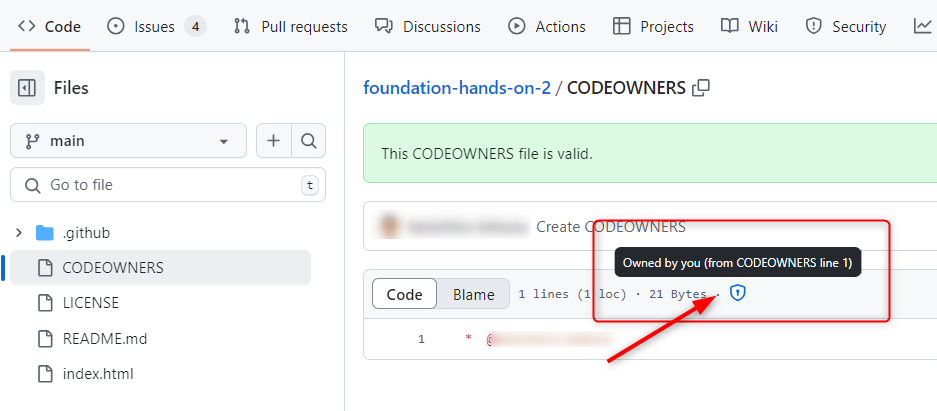 Code Issues 4 Pull requests Discussions Actions Projects Wiki Security
Files
main
Go to file t
.github
CODEOWNERS
LICENSE
README.md
index.html
foundation-hands-on-2 / CODEOWNERS
This CODEOWNERS file is valid.
Create CODEOWNERS
Owned by you (from CODEOWNERS line 1)
Code Blame 1 lines (1 loc) · 21 Bytes ·
1 * @